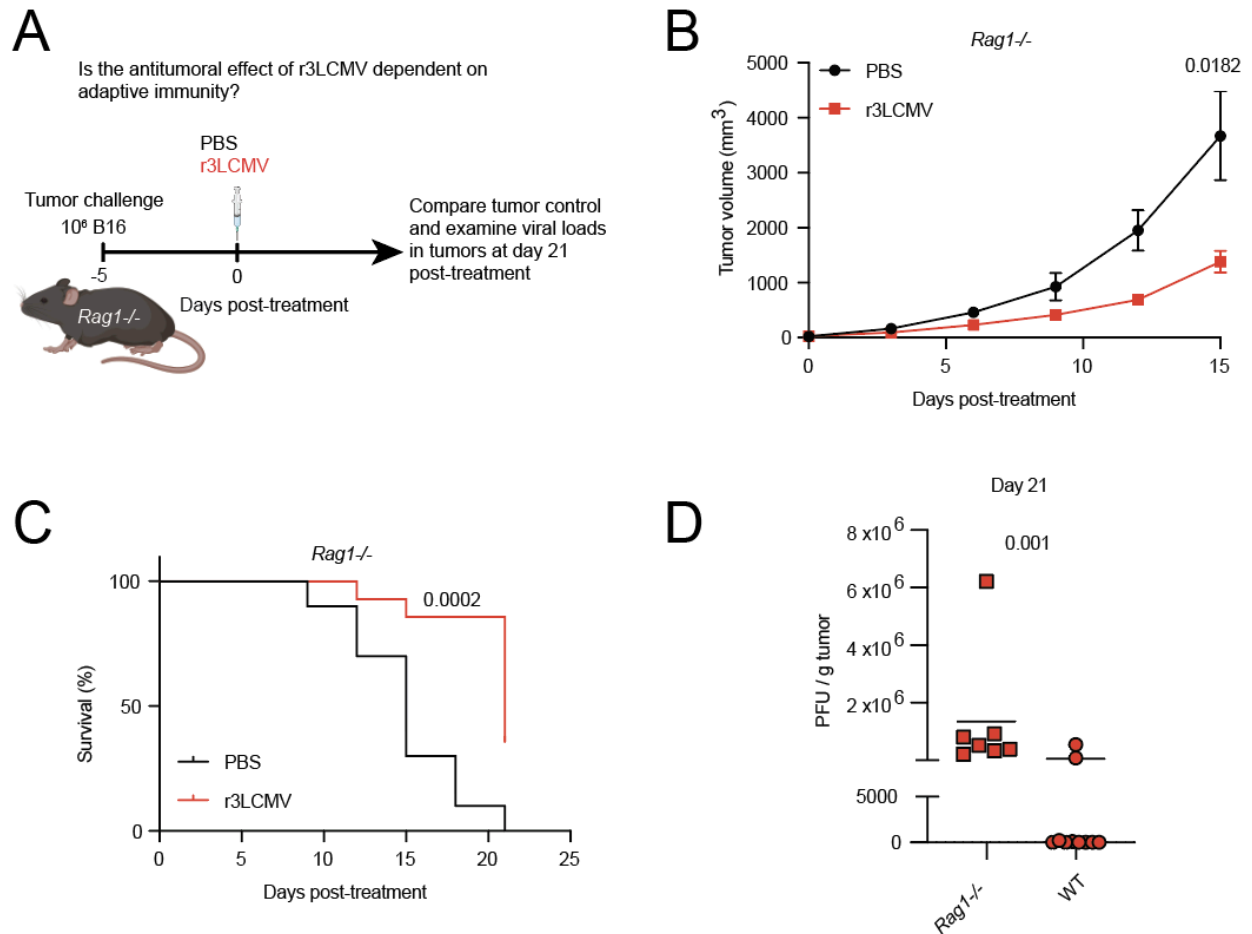 A
Is the antitumoral effect of r3LCMV dependent on
adaptive immunity?
PBS
r3LCMV
Tumor challenge
10⁶ B16
-5
0
Days post-treatment
Rag1-/-
Compare tumor control
and examine viral loads
in tumors at day 21
post-treatment
B
Rag1-/-
PBS
r3LCMV
0.0182
Tumor volume (mm³)
5000
4000
3000
2000
1000
0
0
5
10
15
Days post-treatment
C
Rag1-/-
0.0002
Survival (%)
100
50
0
PBS
r3LCMV
0
5
10
15
20
25
Days post-treatment
D
Day 21
0.001
PFU / g tumor
8 x10⁶
6 x10⁶
4 x10⁶
2 x10⁶
5000
0
Rag1-/-
WT